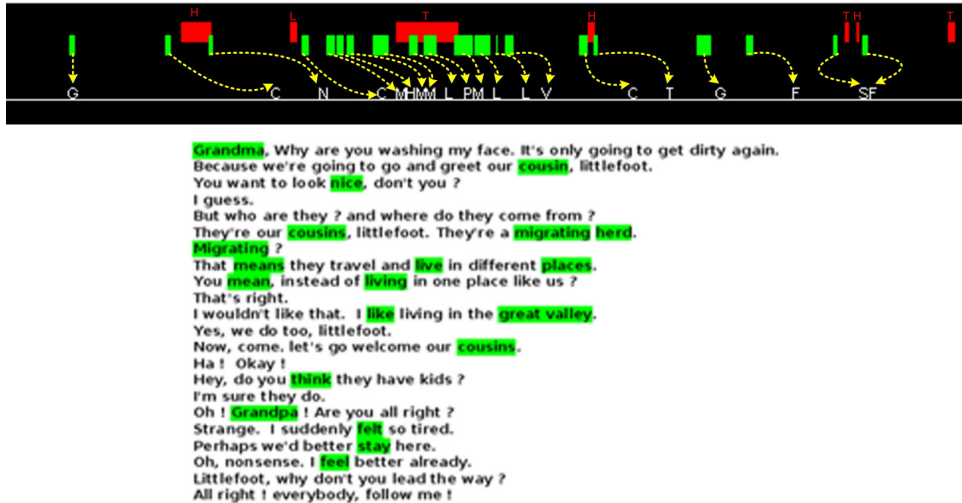 H L T H T H T
G C N C M H M M L P M L L V C T G F S F
Grandma, Why are you washing my face. It's only going to get dirty again.
Because we're going to go and greet our cousin, littlefoot.
You want to look nice, don't you ?
I guess.
But who are they ? and where do they come from ?
They're our cousins, littlefoot. They're a migrating herd.
Migrating ?
That means they travel and live in different places.
You mean, instead of living in one place like us ?
That's right.
I wouldn't like that. I like living in the great valley.
Yes, we do too, littlefoot.
Now, come. let's go welcome our cousins.
Ha ! Okay !
Hey, do you think they have kids ?
I'm sure they do.
Oh ! Grandpa ! Are you all right ?
Strange. I suddenly felt so tired.
Perhaps we'd better stay here.
Oh, nonsense. I feel better already.
Littlefoot, why don't you lead the way ?
All right ! everybody, follow me !